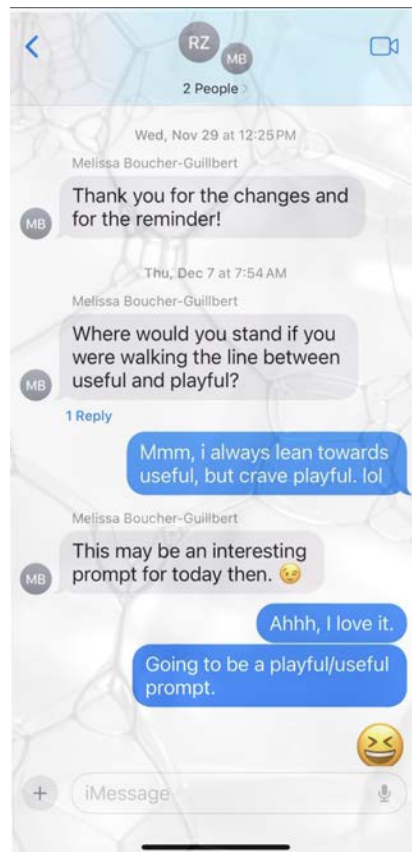 RZ
MB
2 People >
Wed, Nov 29 at 12:25 PM
Melissa Boucher-Guillbert
Thank you for the changes and
for the reminder!
MB
Thu, Dec 7 at 7:54 AM
Melissa Boucher-Guillbert
Where would you stand if you
were walking the line between
useful and playful?
MB
1 Reply
Mmm, i always lean towards
useful, but crave playful. lol
Melissa Boucher-Guillbert
This may be an interesting
prompt for today then. 😉
MB
Ahhh, I love it.
Going to be a playful/useful
prompt.
😆
iMessage